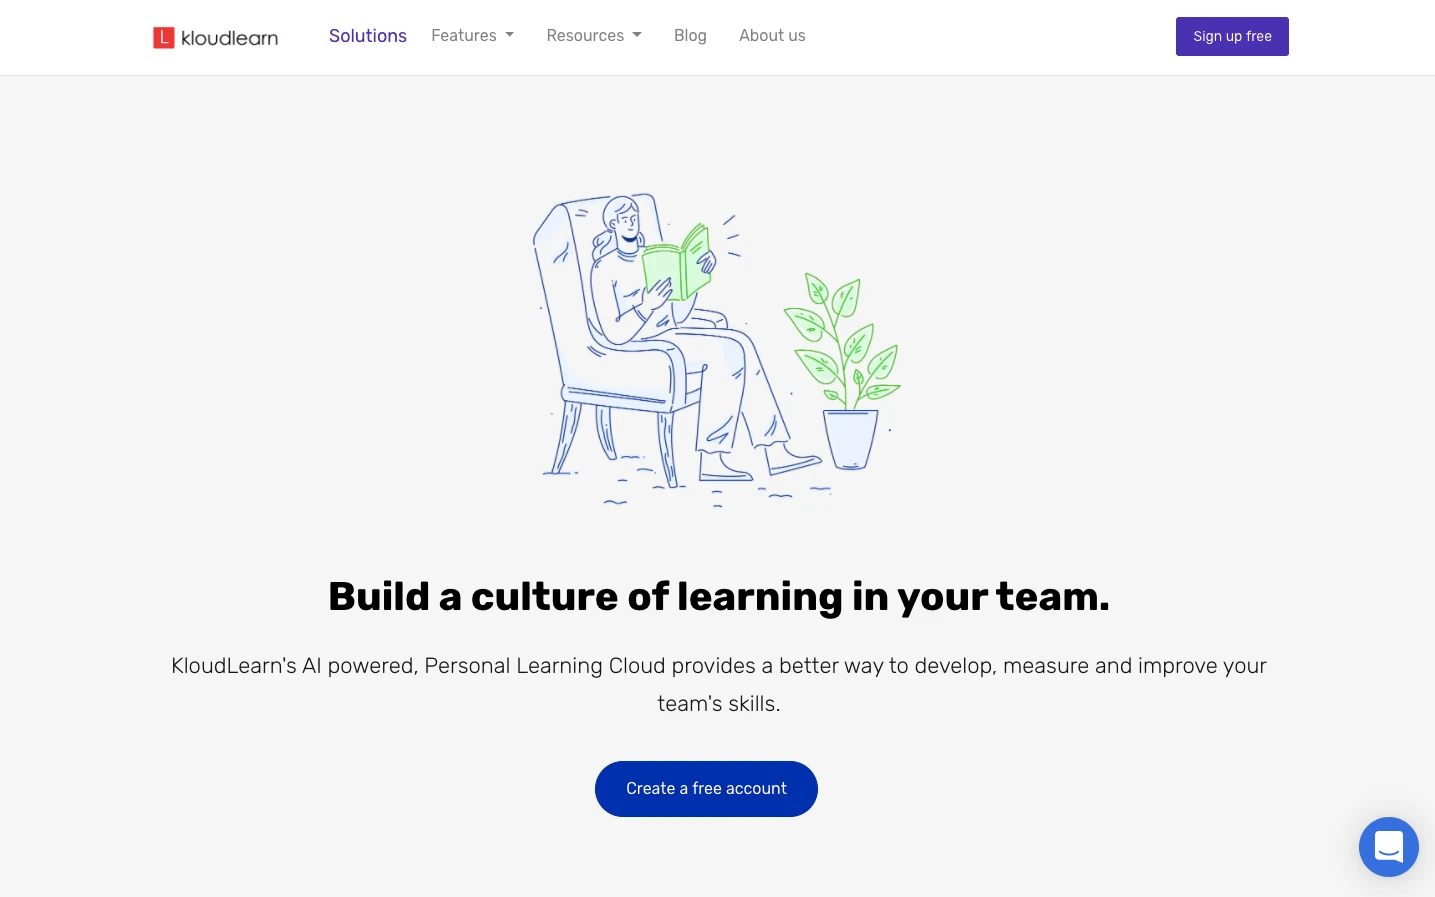 L kloudlearn
Solutions
Features
Resources
Blog
About us
Sign up free
Build a culture of learning in your team.
KloudLearn's AI powered, Personal Learning Cloud provides a better way to develop, measure and improve your
team's skills.
Create a free account